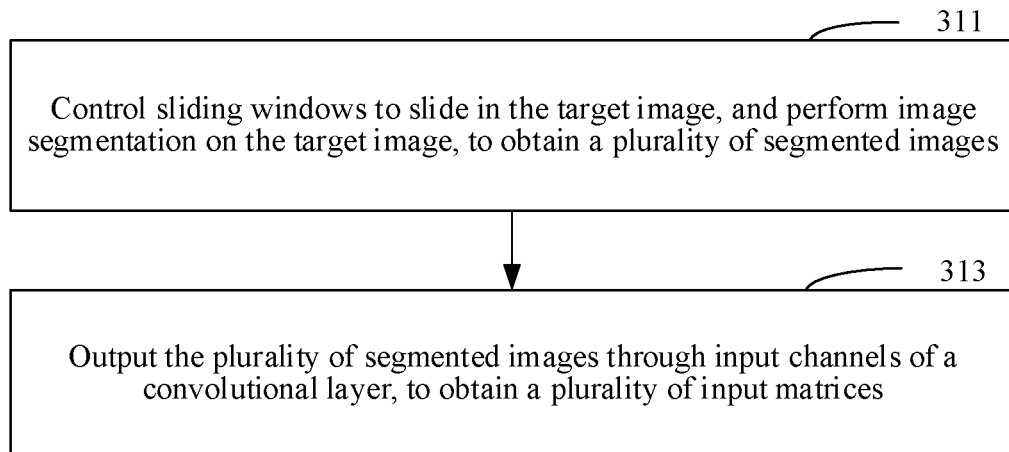 311
Control sliding windows to slide in the target image, and perform image
segmentation on the target image, to obtain a plurality of segmented images
313
Output the plurality of segmented images through input channels of a
convolutional layer, to obtain a plurality of input matrices